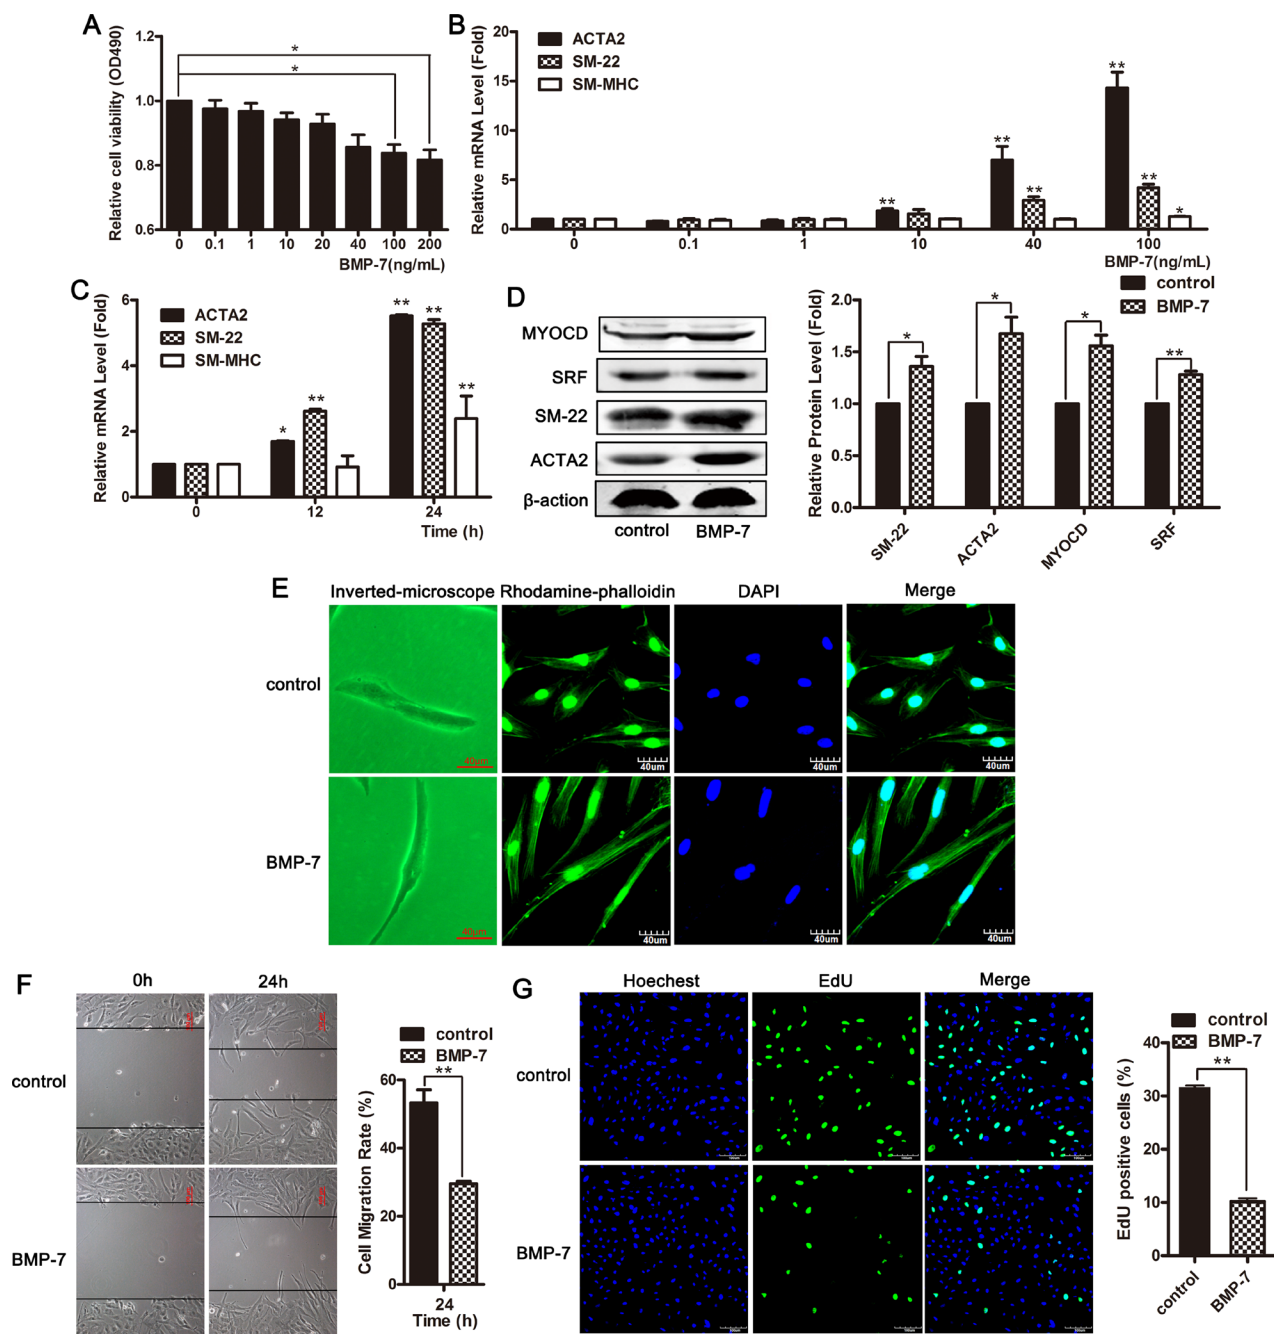 A
Relative cell viability (OD490)
1.2
1.0
0.8
0.6
*
*
0 0.1 1 10 20 40 100 200
BMP-7(ng/mL)
B
Relative mRNA Level (Fold)
20
15
10
5
0
ACTA2
SM-22
SM-MHC
**
**
**
**
**
*
0 0.1 1 10 40 100
BMP-7(ng/mL)
C
Relative mRNA Level (Fold)
6
4
2
0
ACTA2
SM-22
SM-MHC
*
**
**
**
**
0 12 24
Time (h)
D
MYOCD
SRF
SM-22
ACTA2
β-action
control BMP-7
control
BMP-7
Relative Protein Level (Fold)
2.0
1.5
1.0
0.5
0.0
*
*
*
**
SM-22 ACTA2 MYOCD SRF
E
Inverted-microscope Rhodamine-phalloidin DAPI Merge
control
40μm 40um 40um 40um
BMP-7
40μm 40um 40um 40um
F
0h 24h
control
BMP-7
control
BMP-7
Cell Migration Rate (%)
60
40
20
0
**
24
Time (h)
G
Hoechest EdU Merge
control
BMP-7
control
BMP-7
EdU positive cells (%)
40
30
20
10
0
**
control BMP-7